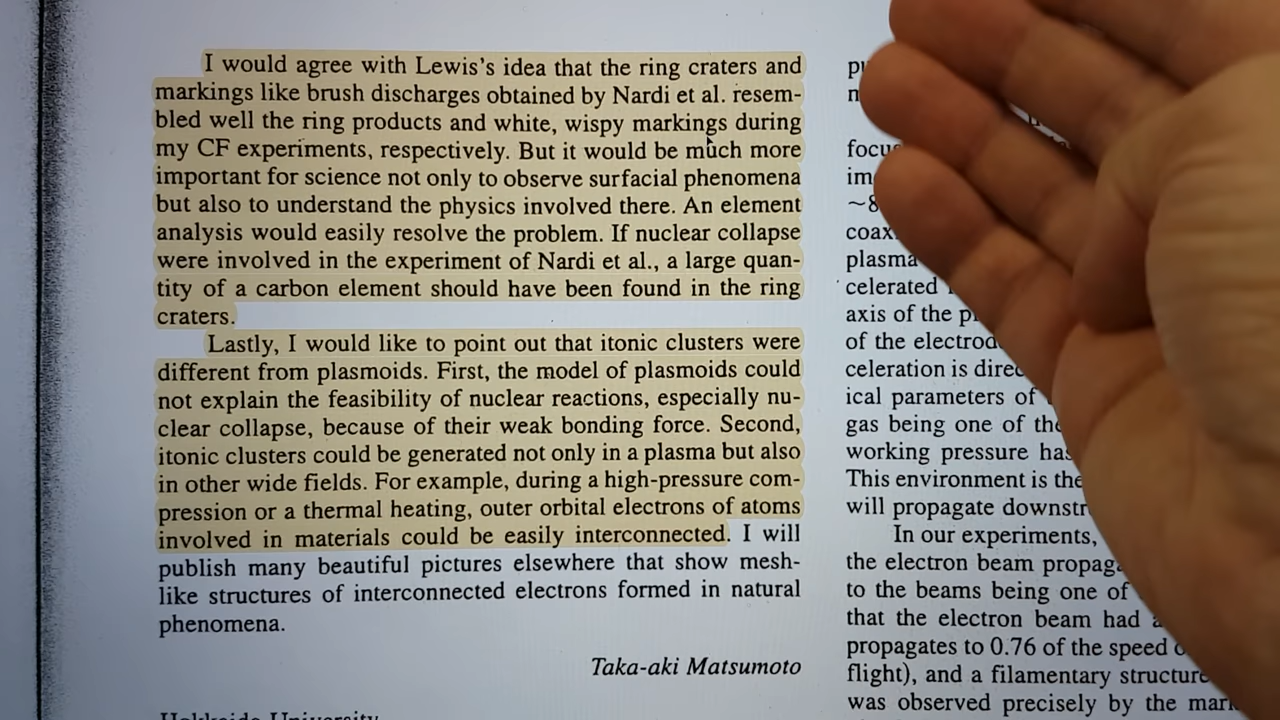 I would agree with Lewis's idea that the ring craters and
markings like brush discharges obtained by Nardi et al. resem-
bled well the ring products and white, wispy markings during
my CF experiments, respectively. But it would be much more
important for science not only to observe surfacial phenomena
but also to understand the physics involved there. An element
analysis would easily resolve the problem. If nuclear collapse
were involved in the experiment of Nardi et al., a large quan-
tity of a carbon element should have been found in the ring
craters.
Lastly, I would like to point out that itonic clusters were
different from plasmoids. First, the model of plasmoids could
not explain the feasibility of nuclear reactions, especially nu-
clear collapse, because of their weak bonding force. Second,
itonic clusters could be generated not only in a plasma but also
in other wide fields. For example, during a high-pressure com-
pression or a thermal heating, outer orbital electrons of atoms
involved in materials could be easily interconnected. I will
publish many beautiful pictures elsewhere that show mesh-
like structures of interconnected electrons formed in natural
phenomena.
Taka-aki Matsumoto
Hokkaido University
~8
plasma
celerated
axis of the
of the
celeration is
ical parameters of
gas being one of the
working pressure has
This environment is the
will propagate
In our experiments,
the electron beam
to the beams being one of
that the electron beam had
propagates to 0.76 of the speed
flight), and a filamentary structure
was observed precisely by the